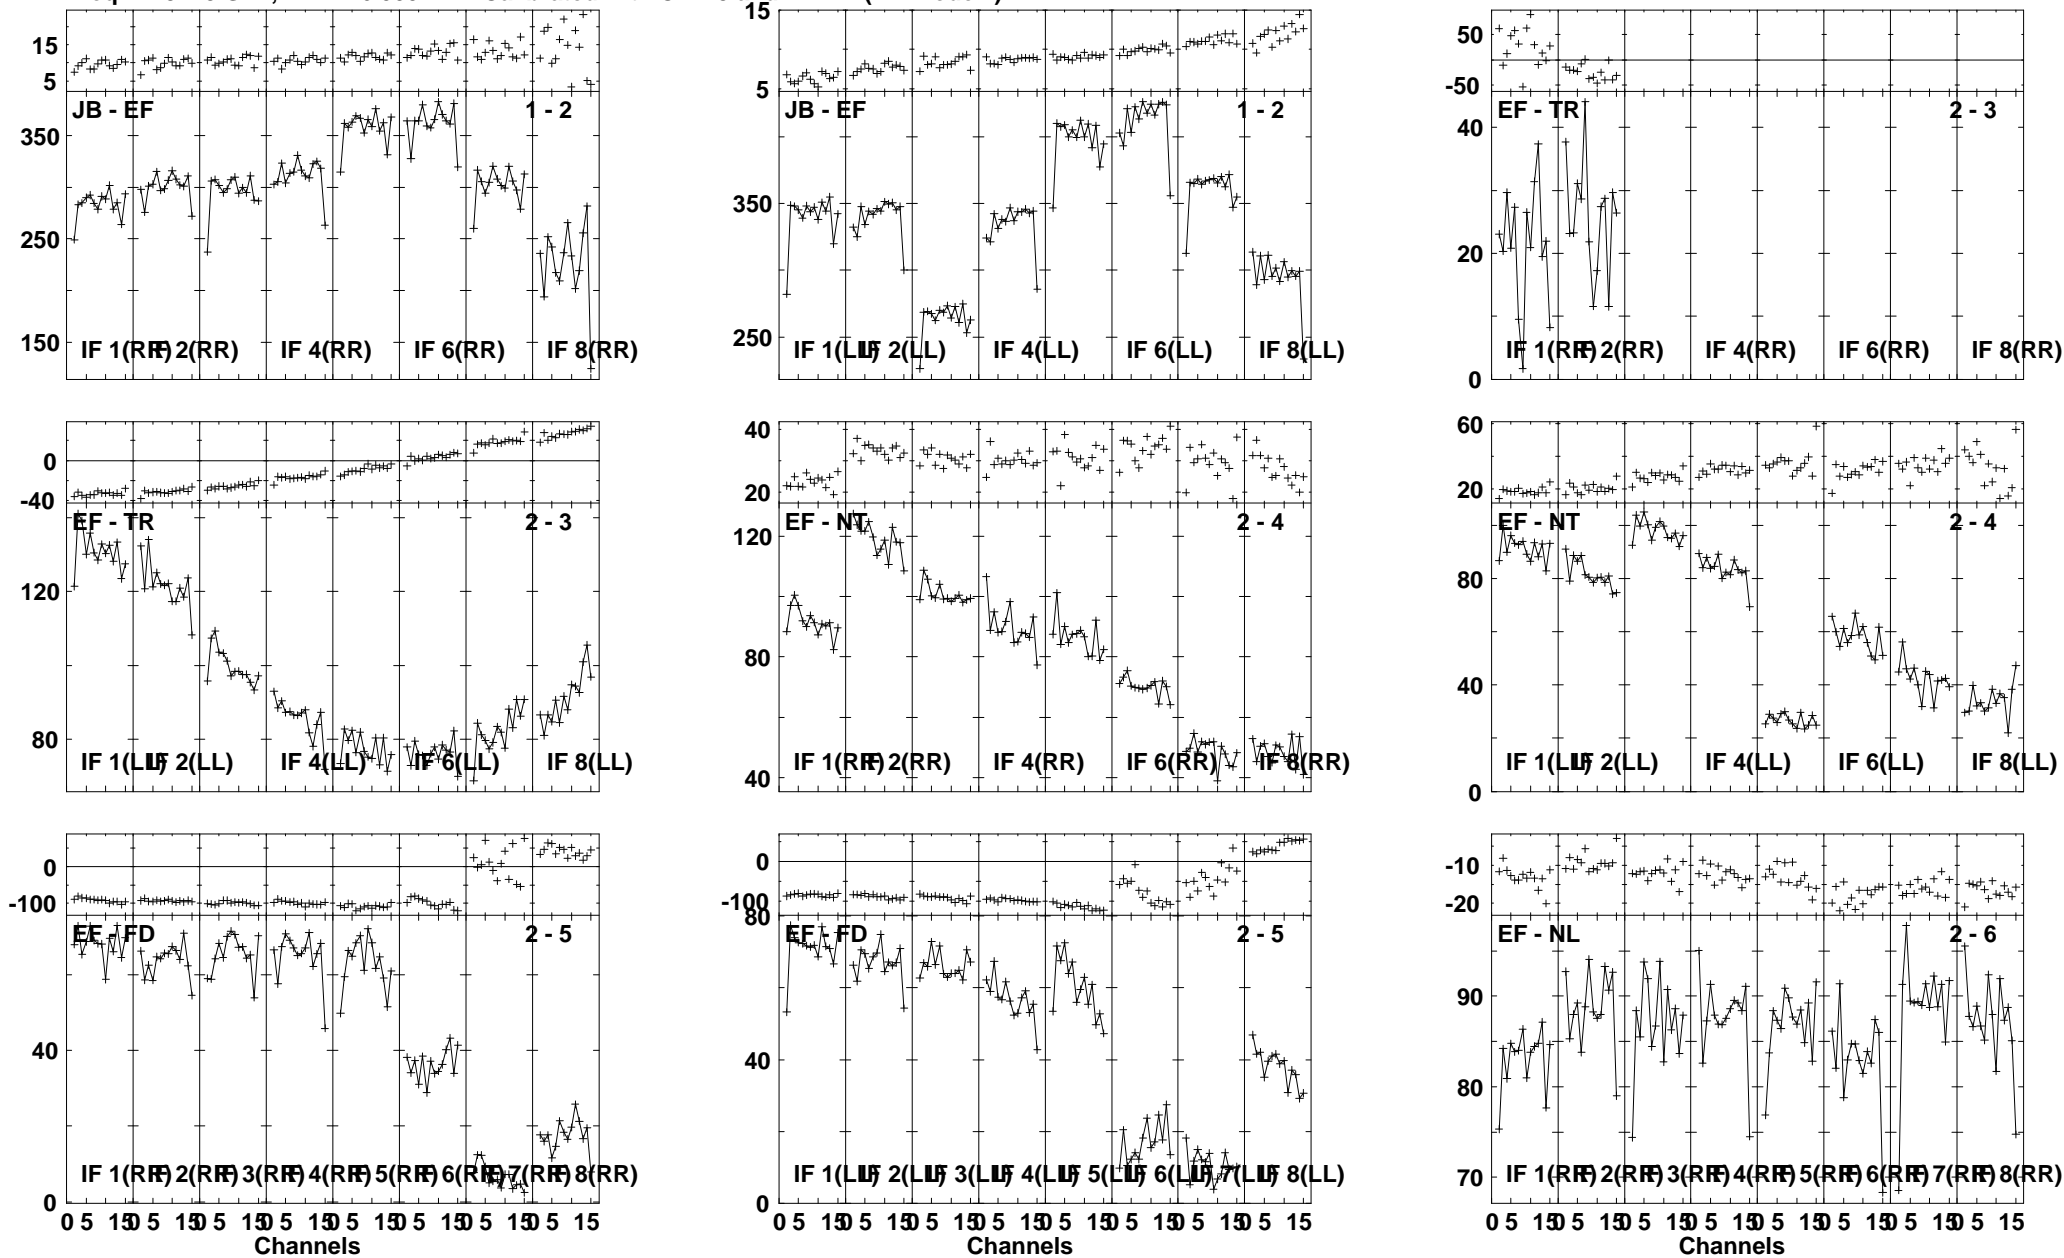 15
5
JB - EF 1 - 2
350
250
150
IF 1(RR) IF 2(RR) IF 4(RR) IF 6(RR) IF 8(RR)
15
5
JB - EF 1 - 2
350
250
IF 1(LL) IF 2(LL) IF 4(LL) IF 6(LL) IF 8(LL)
50
-50
EF - TR 2 - 3
40
20
0
IF 1(RR) IF 2(RR) IF 4(RR) IF 6(RR) IF 8(RR)
0
-40
EF - TR 2 - 3
120
80
IF 1(LL) IF 2(LL) IF 4(LL) IF 6(LL) IF 8(LL)
40
20
EF - NT 2 - 4
120
80
40
IF 1(RR) IF 2(RR) IF 4(RR) IF 6(RR) IF 8(RR)
60
20
EF - NT 2 - 4
80
40
0
IF 1(LL) IF 2(LL) IF 4(LL) IF 6(LL) IF 8(LL)
0
-100
EF - FD 2 - 5
40
0
IF 1(RR) IF 2(RR) IF 3(RR) IF 4(RR) IF 5(RR) IF 6(RR) IF 7(RR) IF 8(RR)
0 5 15 0 5 15 0 5 15 0 5 15 0 5 15 0 5 15 0 5 15 0 5 15
Channels
0
-100
80
EF - FD 2 - 5
40
0
IF 1(LL) IF 2(LL) IF 3(LL) IF 4(LL) IF 5(LL) IF 6(LL) IF 7(LL) IF 8(LL)
0 5 15 0 5 15 0 5 15 0 5 15 0 5 15 0 5 15 0 5 15 0 5 15
Channels
-10
-20
EF - NL 2 - 6
90
80
70
IF 1(RR) IF 2(RR) IF 3(RR) IF 4(RR) IF 5(RR) IF 6(RR) IF 7(RR) IF 8(RR)
0 5 15 0 5 15 0 5 15 0 5 15 0 5 15 0 5 15 0 5 15 0 5 15
Channels